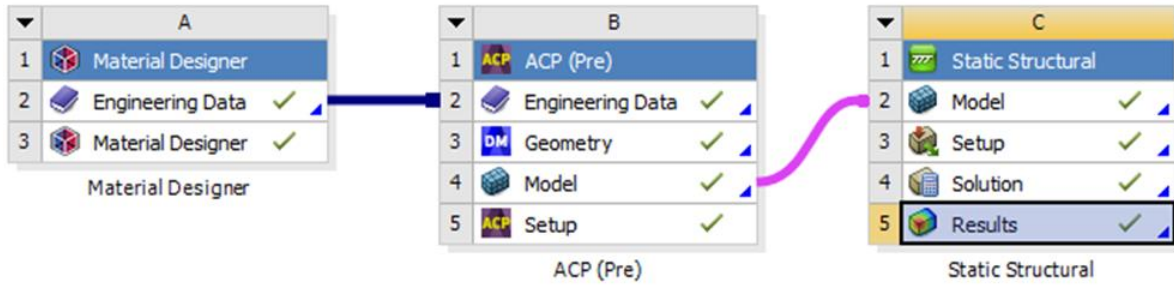 A
1 Material Designer
2 Engineering Data
3 Material Designer
Material Designer
B
1 ACP ACP (Pre)
2 Engineering Data
3 DM Geometry
4 Model
5 ACP Setup
ACP (Pre)
C
1 Static Structural
2 Model
3 Setup
4 Solution
5 Results
Static Structural